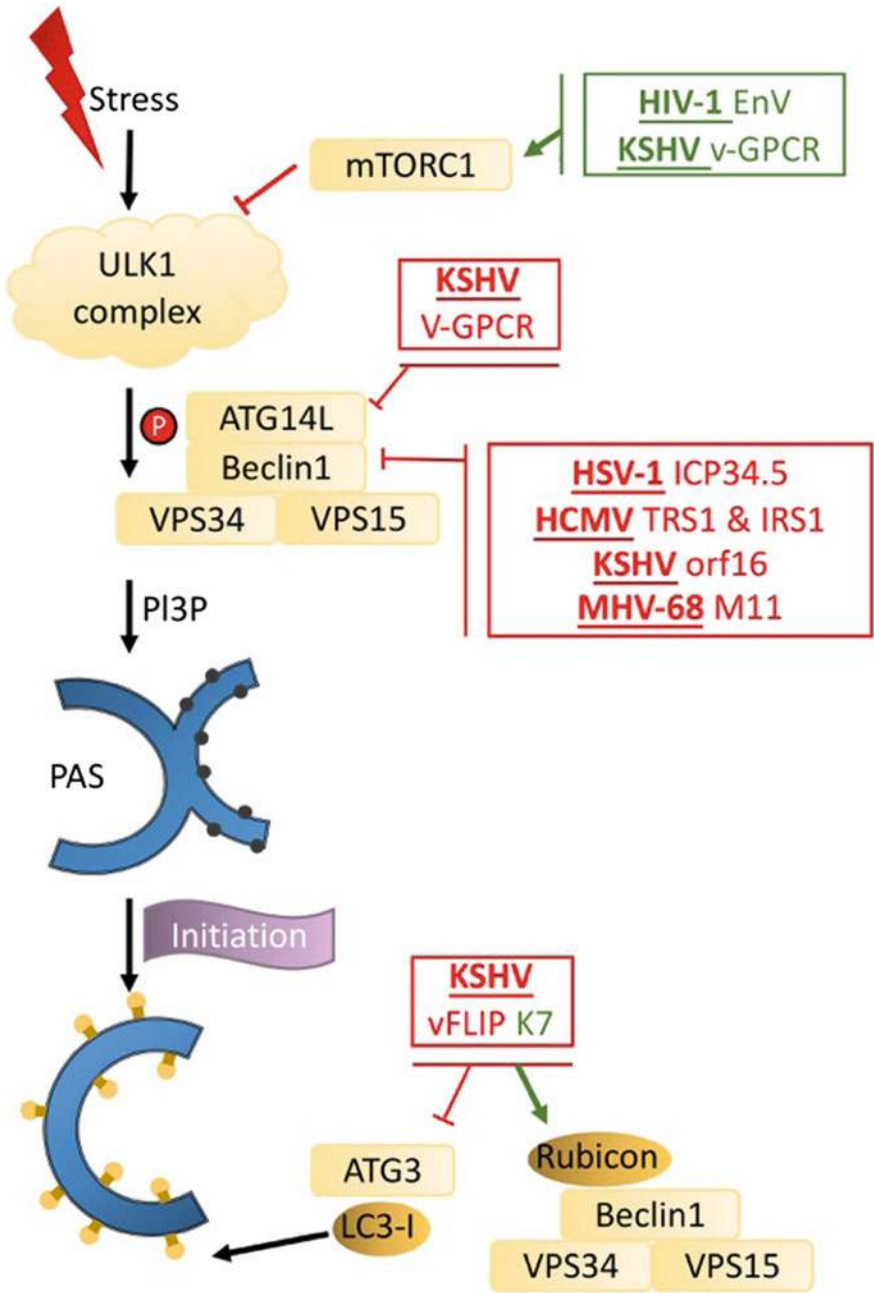 Stress
HIV-1 EnV
KSHV v-GPCR
mTORC1
ULK1
complex
KSHV
V-GPCR
P
ATG14L
Beclin1
VPS34
VPS15
HSV-1 ICP34.5
HCMV TRS1 & IRS1
KSHV orf16
MHV-68 M11
PI3P
PAS
Initiation
KSHV
vFLIP K7
ATG3
LC3-I
Rubicon
Beclin1
VPS34
VPS15